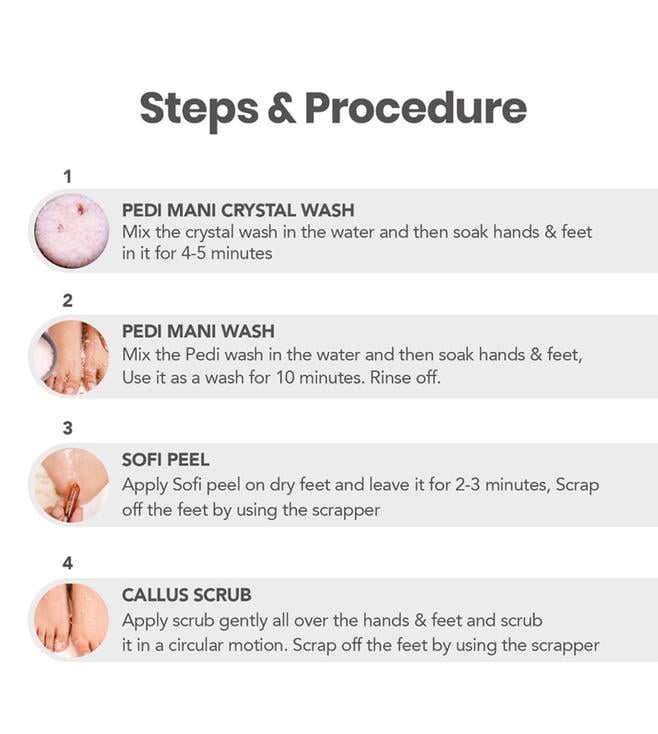 Steps & Procedure
1
PEDI MANI CRYSTAL WASH
Mix the crystal wash in the water and then soak hands & feet
in it for 4-5 minutes
2
PEDI MANI WASH
Mix the Pedi wash in the water and then soak hands & feet,
Use it as a wash for 10 minutes. Rinse off.
3
SOFI PEEL
Apply Sofi peel on dry feet and leave it for 2-3 minutes, Scrap
off the feet by using the scrapper
4
CALLUS SCRUB
Apply scrub gently all over the hands & feet and scrub
it in a circular motion. Scrap off the feet by using the scrapper